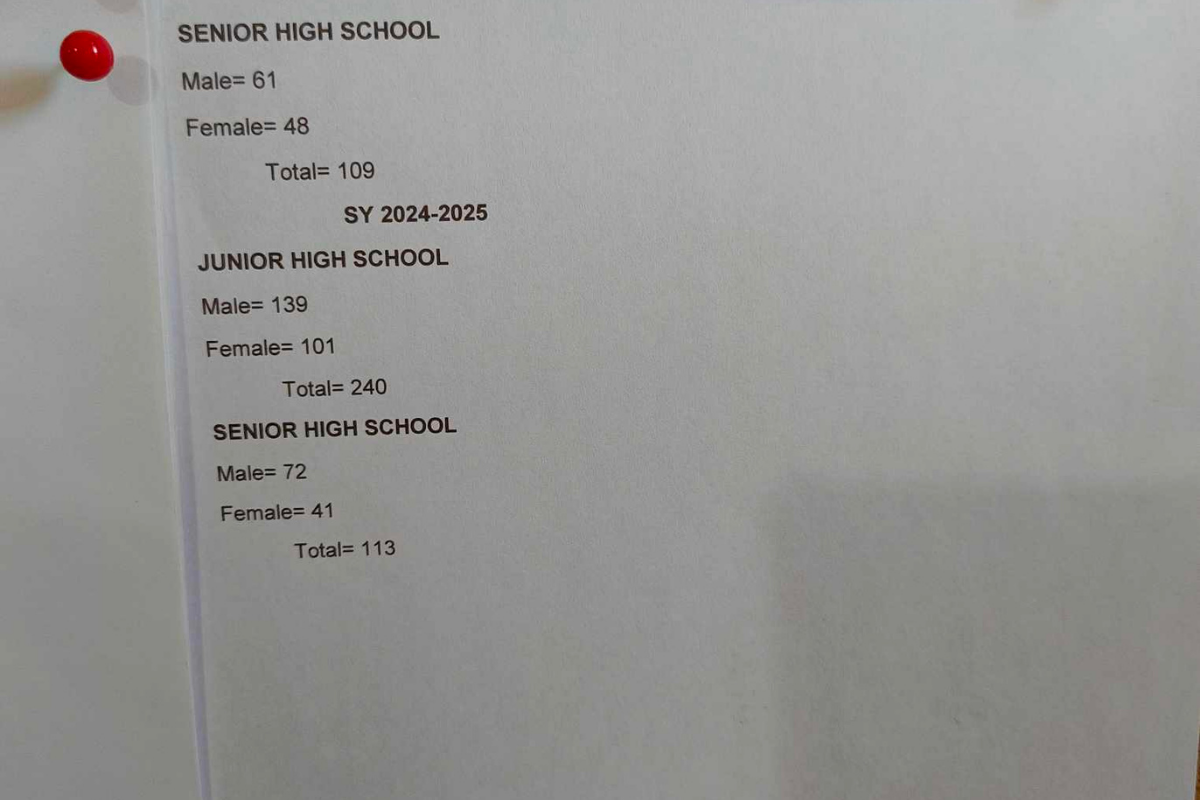 SENIOR HIGH SCHOOL
Male= 61
Female= 48
Total= 109
SY 2024-2025
JUNIOR HIGH SCHOOL
Male= 139
Female= 101
Total= 240
SENIOR HIGH SCHOOL
Male= 72
Female= 41
Total= 113